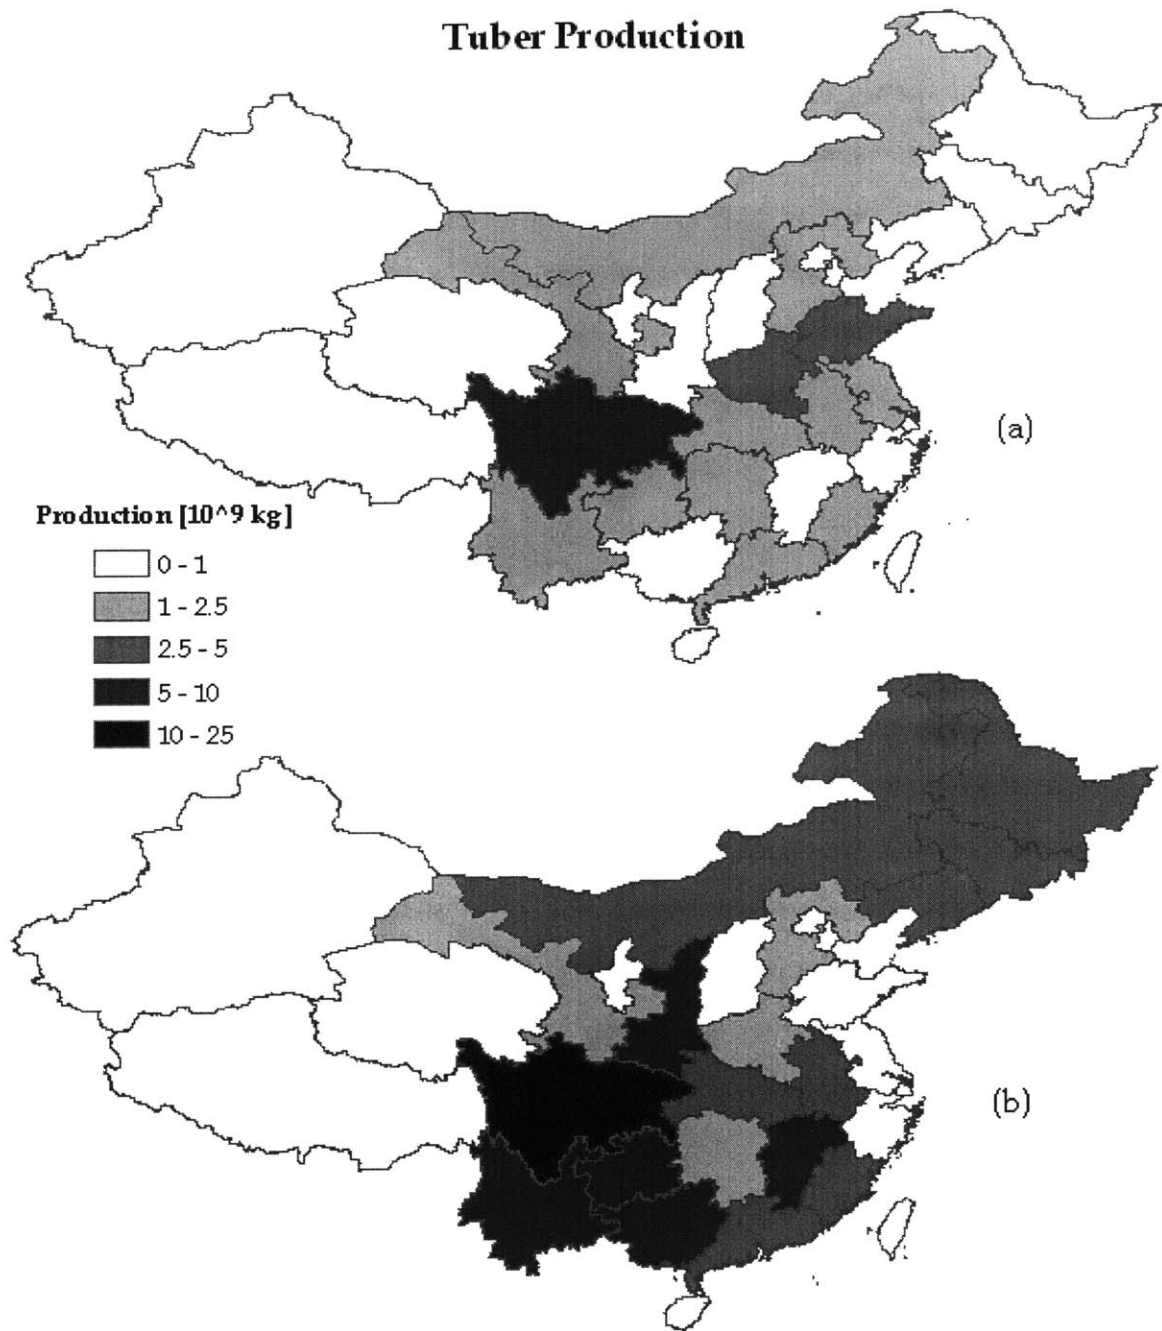 Tuber Production
(a)
Production [10^9 kg]
0 - 1
1 - 2.5
2.5 - 5
5 - 10
10 - 25
(b)